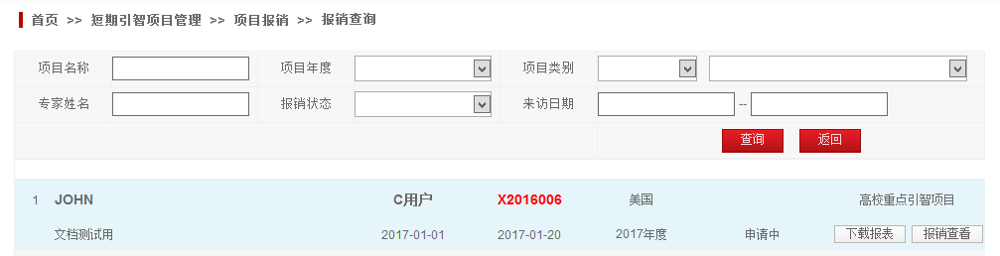 首页 >> 短期引智项目管理 >> 项目报销 >> 报销查询
项目名称 项目年度 项目类别
专家姓名 报销状态 来访日期 --
查询 返回
1 JOHN C用户 X2016006 美国 高校重点引智项目
文档测试用 2017-01-01 2017-01-20 2017年度 申请中 下载报表 报销查看